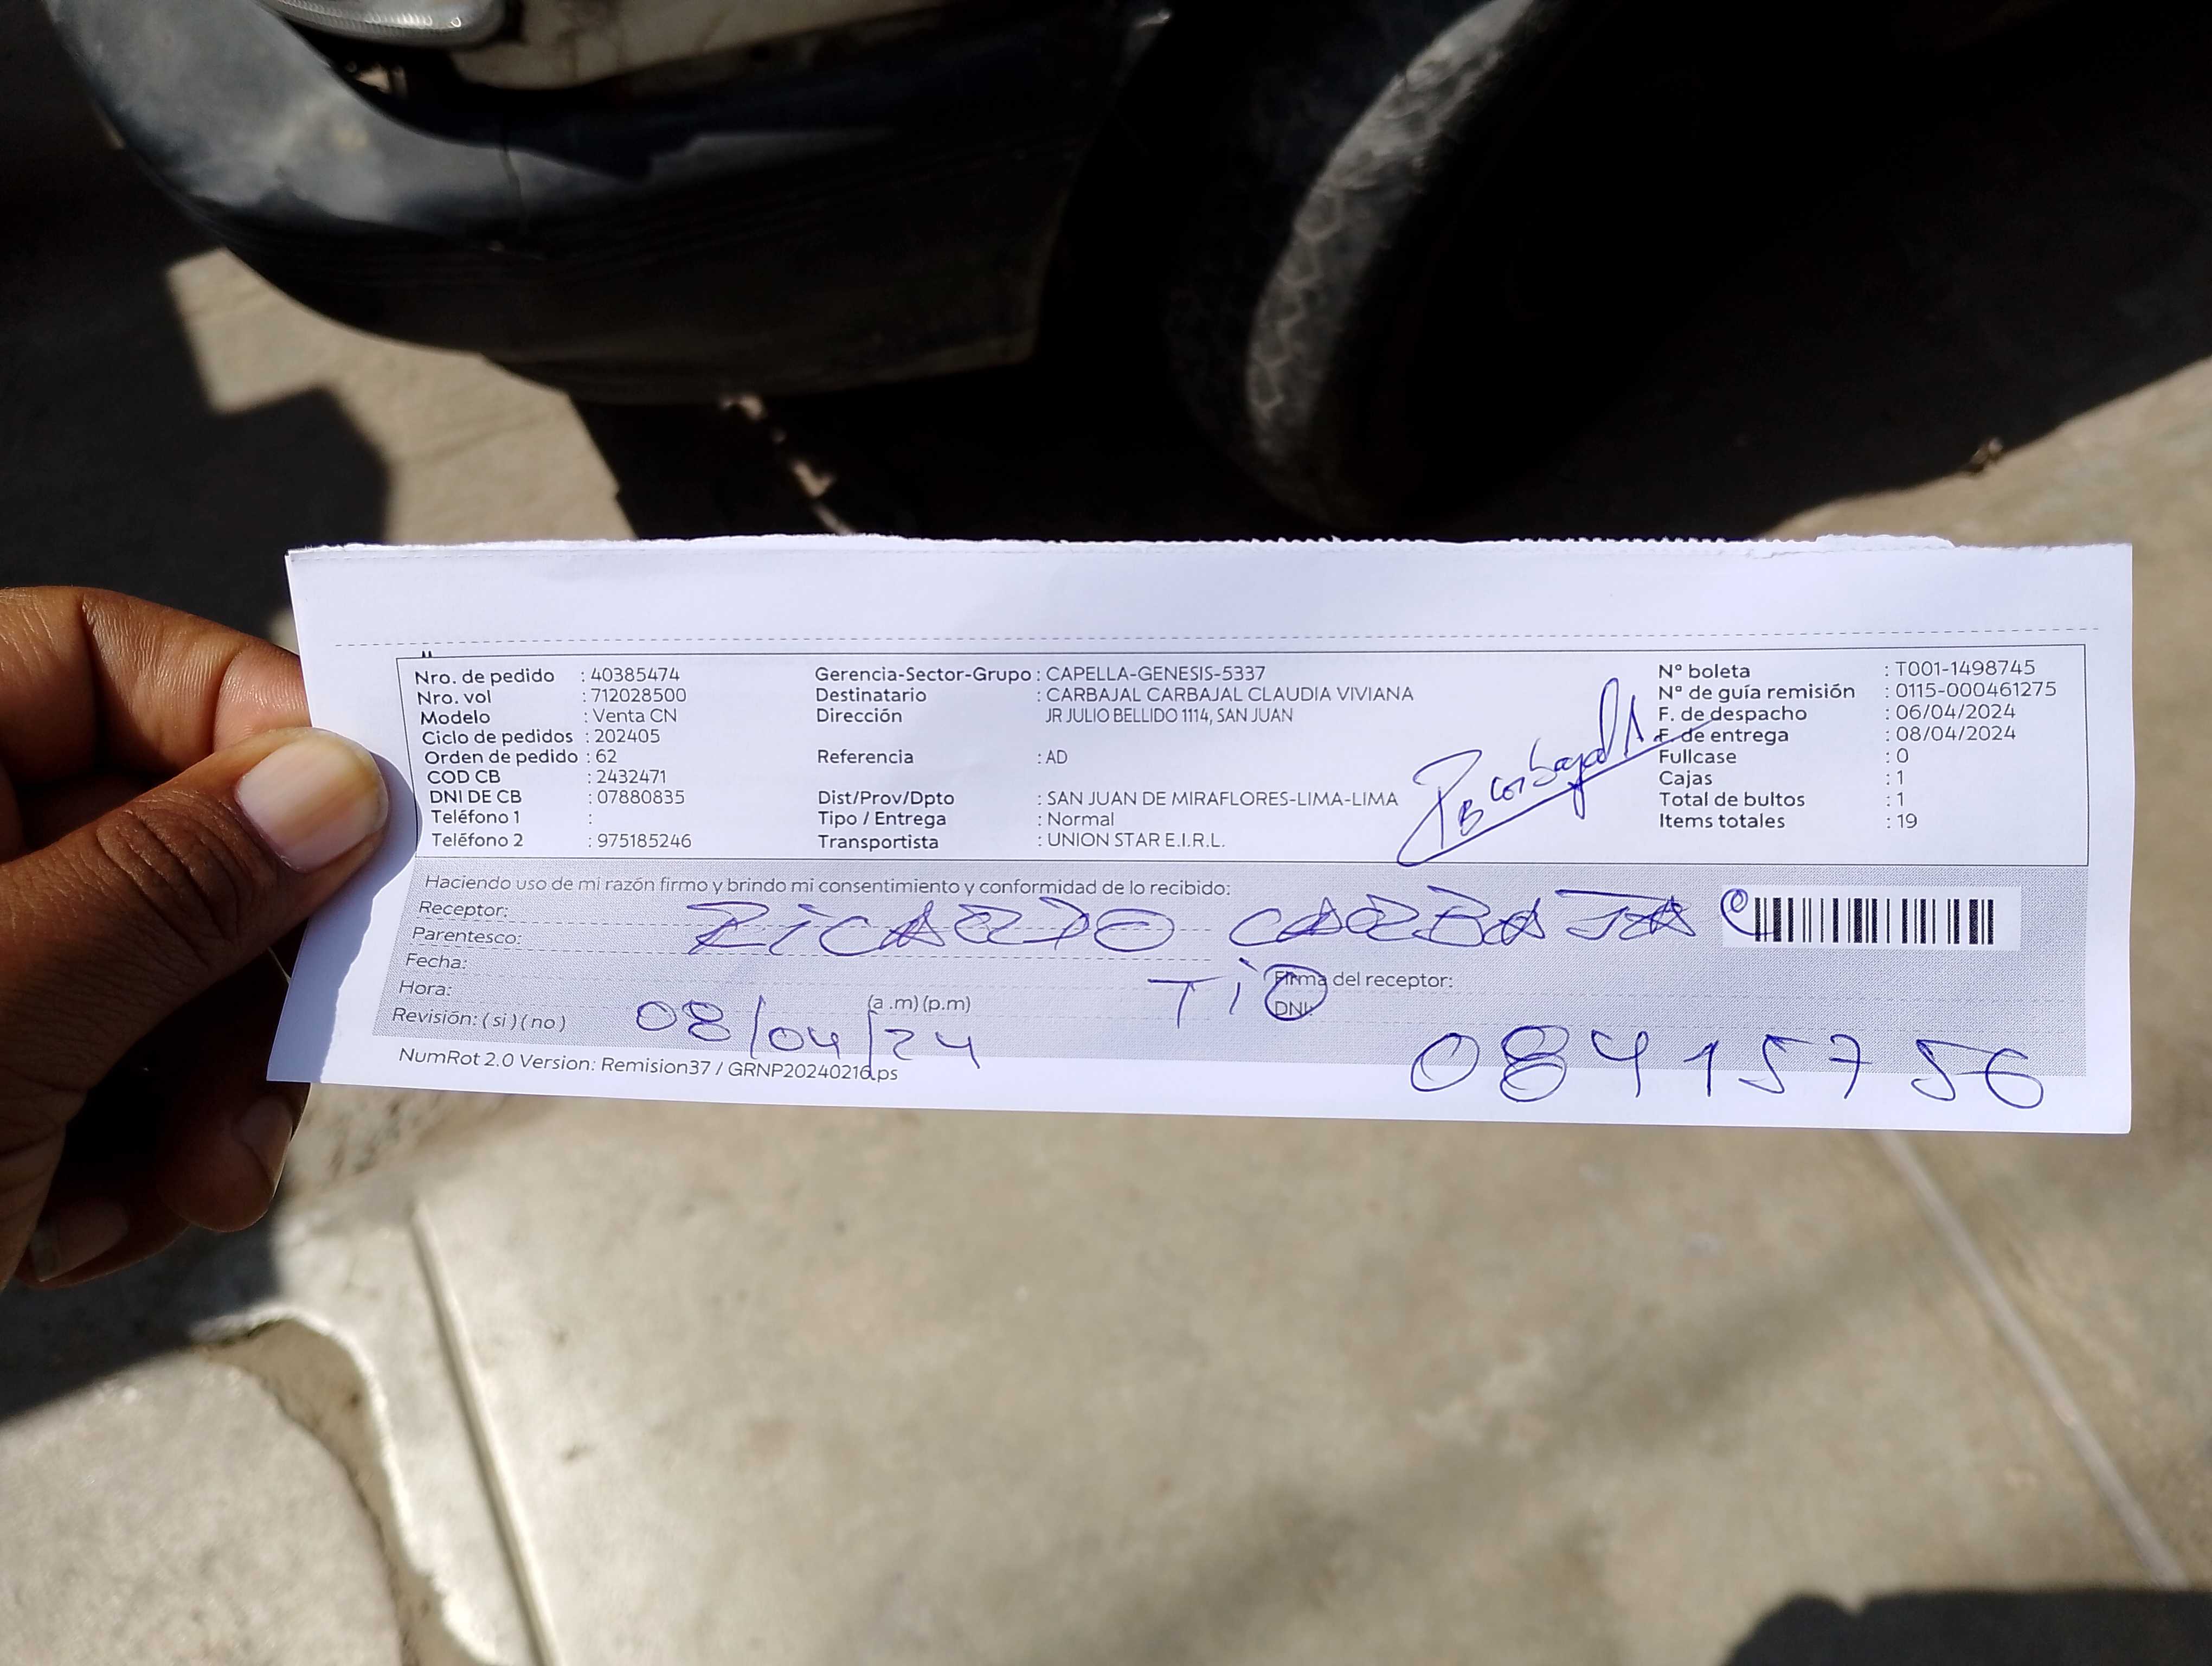 Nro. de pedido : 40385474
Nro. vol : 712028500
Modelo : Venta CN
Ciclo de pedidos : 202405
Orden de pedido : 62
COD CB : 2432471
DNI DE CB : 07880835
Teléfono 1 :
Teléfono 2 : 975185246
Gerencia-Sector-Grupo : CAPELLA-GENESIS-5337
Destinatario : CARBAJAL CARBAJAL CLAUDIA VIVIANA
Dirección JR JULIO BELLIDO 1114, SAN JUAN
Referencia : AD
Dist/Prov/Dpto : SAN JUAN DE MIRAFLORES-LIMA-LIMA
Tipo / Entrega : Normal
Transportista : UNION STAR E.I.R.L.
N° boleta : T001-1498745
N° de guía remisión : 0115-000461275
F. de despacho : 06/04/2024
F. de entrega : 08/04/2024
Fullcase : 0
Cajas : 1
Total de bultos : 1
Items totales : 19
Haciendo uso de mi razón firmo y brindo mi consentimiento y conformidad de lo recibido:
Receptor: RICARDO CARBAJA
Parentesco: TIO
Fecha: 08/04/24
Hora: (a .m) (p.m)
Revisión: ( si ) ( no )
Firma del receptor:
DNI: 08415756
NumRot 2.0 Version: Remision37 / GRNP20240216.ps